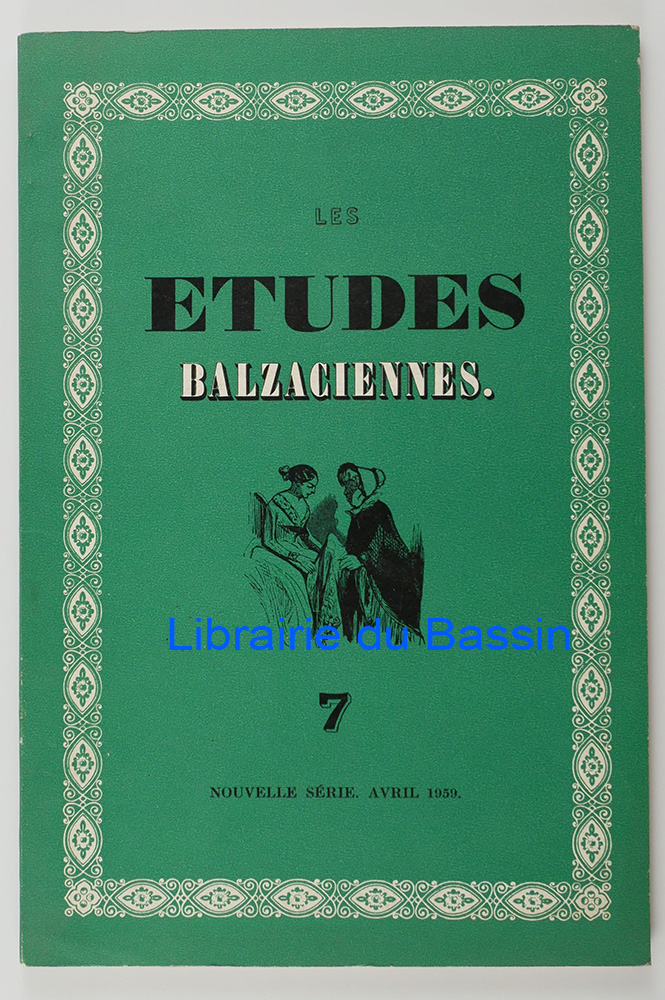 LES
ETUDES
BALZACIENNES.
Librairie du Bassin
7
NOUVELLE SÉRIE. AVRIL 1959.